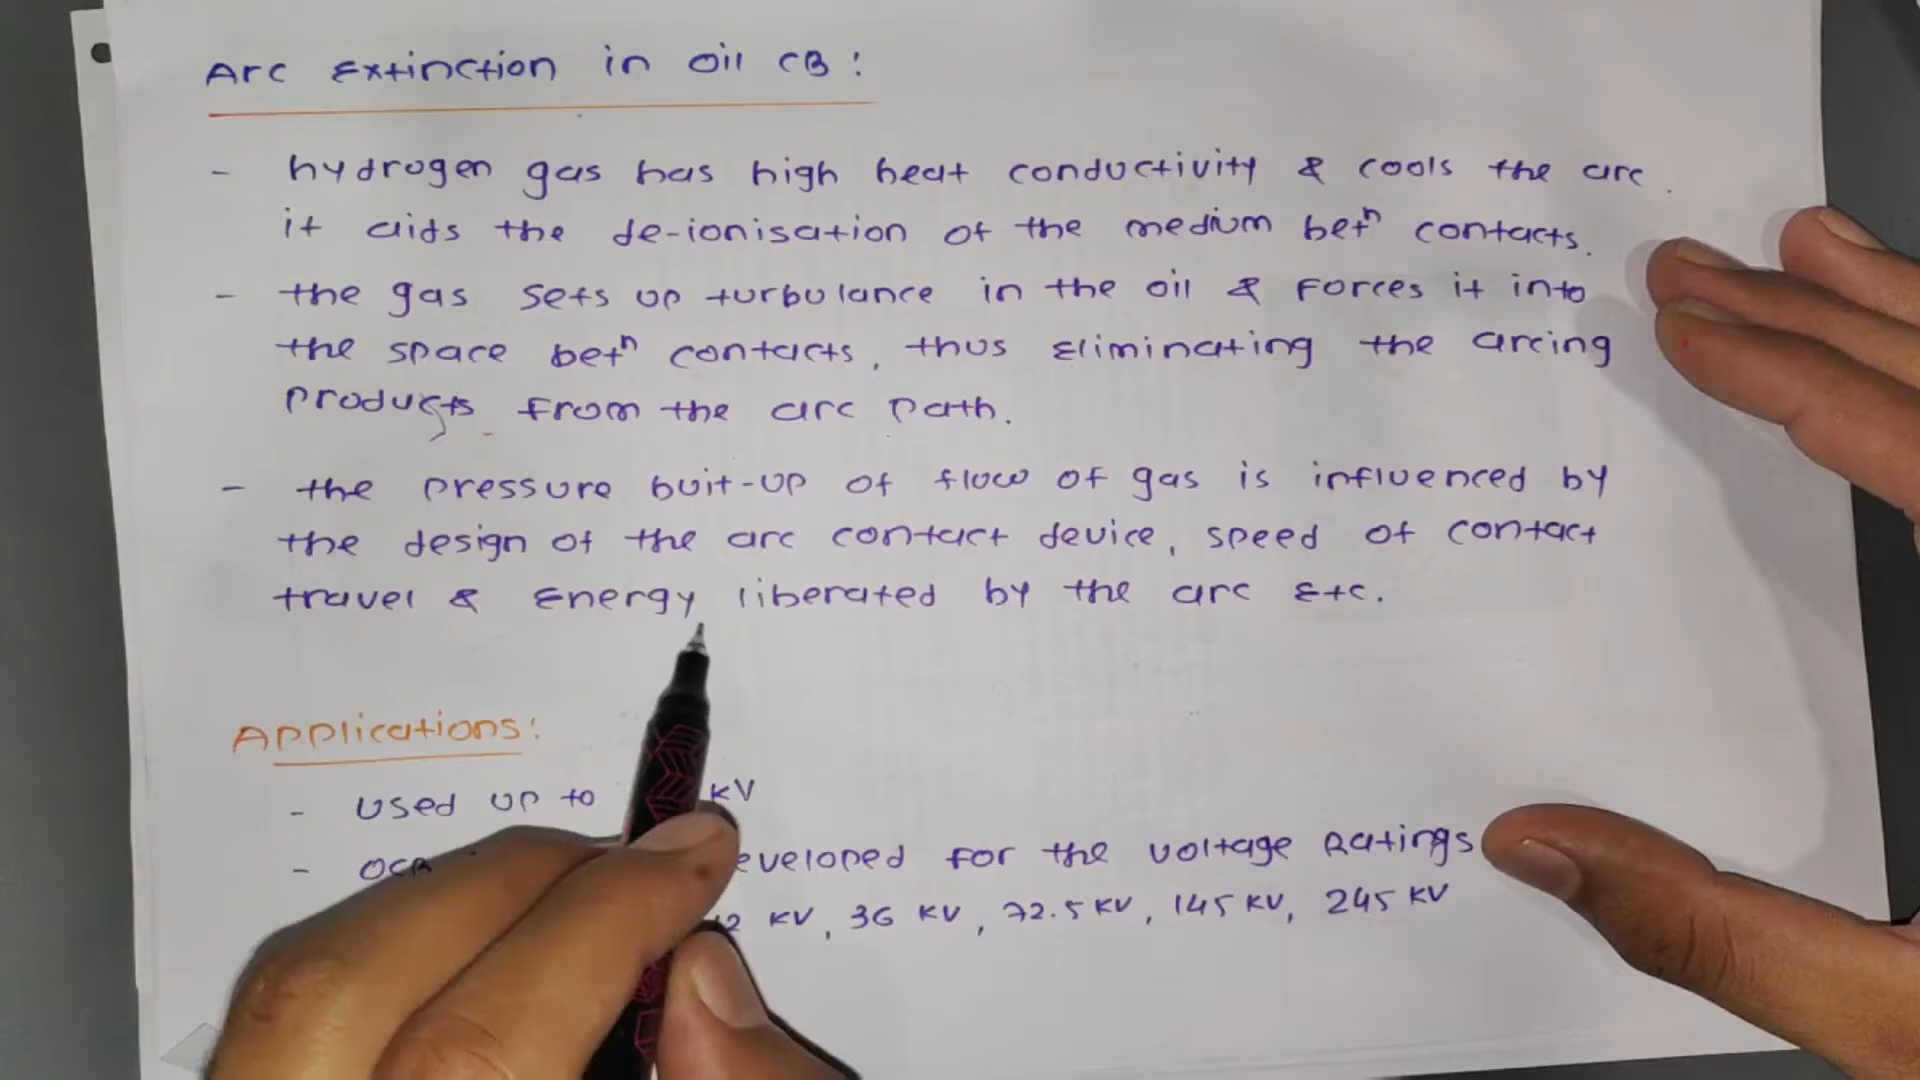 Arc Extinction in Oil CB:
- hydrogen gas has high heat conductivity & cools the arc.
it aids the de-ionisation of the medium betn contacts.
- the gas sets up turbulance in the oil & forces it into
the space betn contacts, thus Eliminating the arcing
products from the arc path.
- the pressure buit-up of flow of gas is influenced by
the design of the arc contact device, speed of contact
travel & Energy liberated by the arc Etc.
Applications:
- Used up to KV
- OCB for the voltage Ratings
KV, 36 KV, 72.5 KV, 145 KV, 245 KV